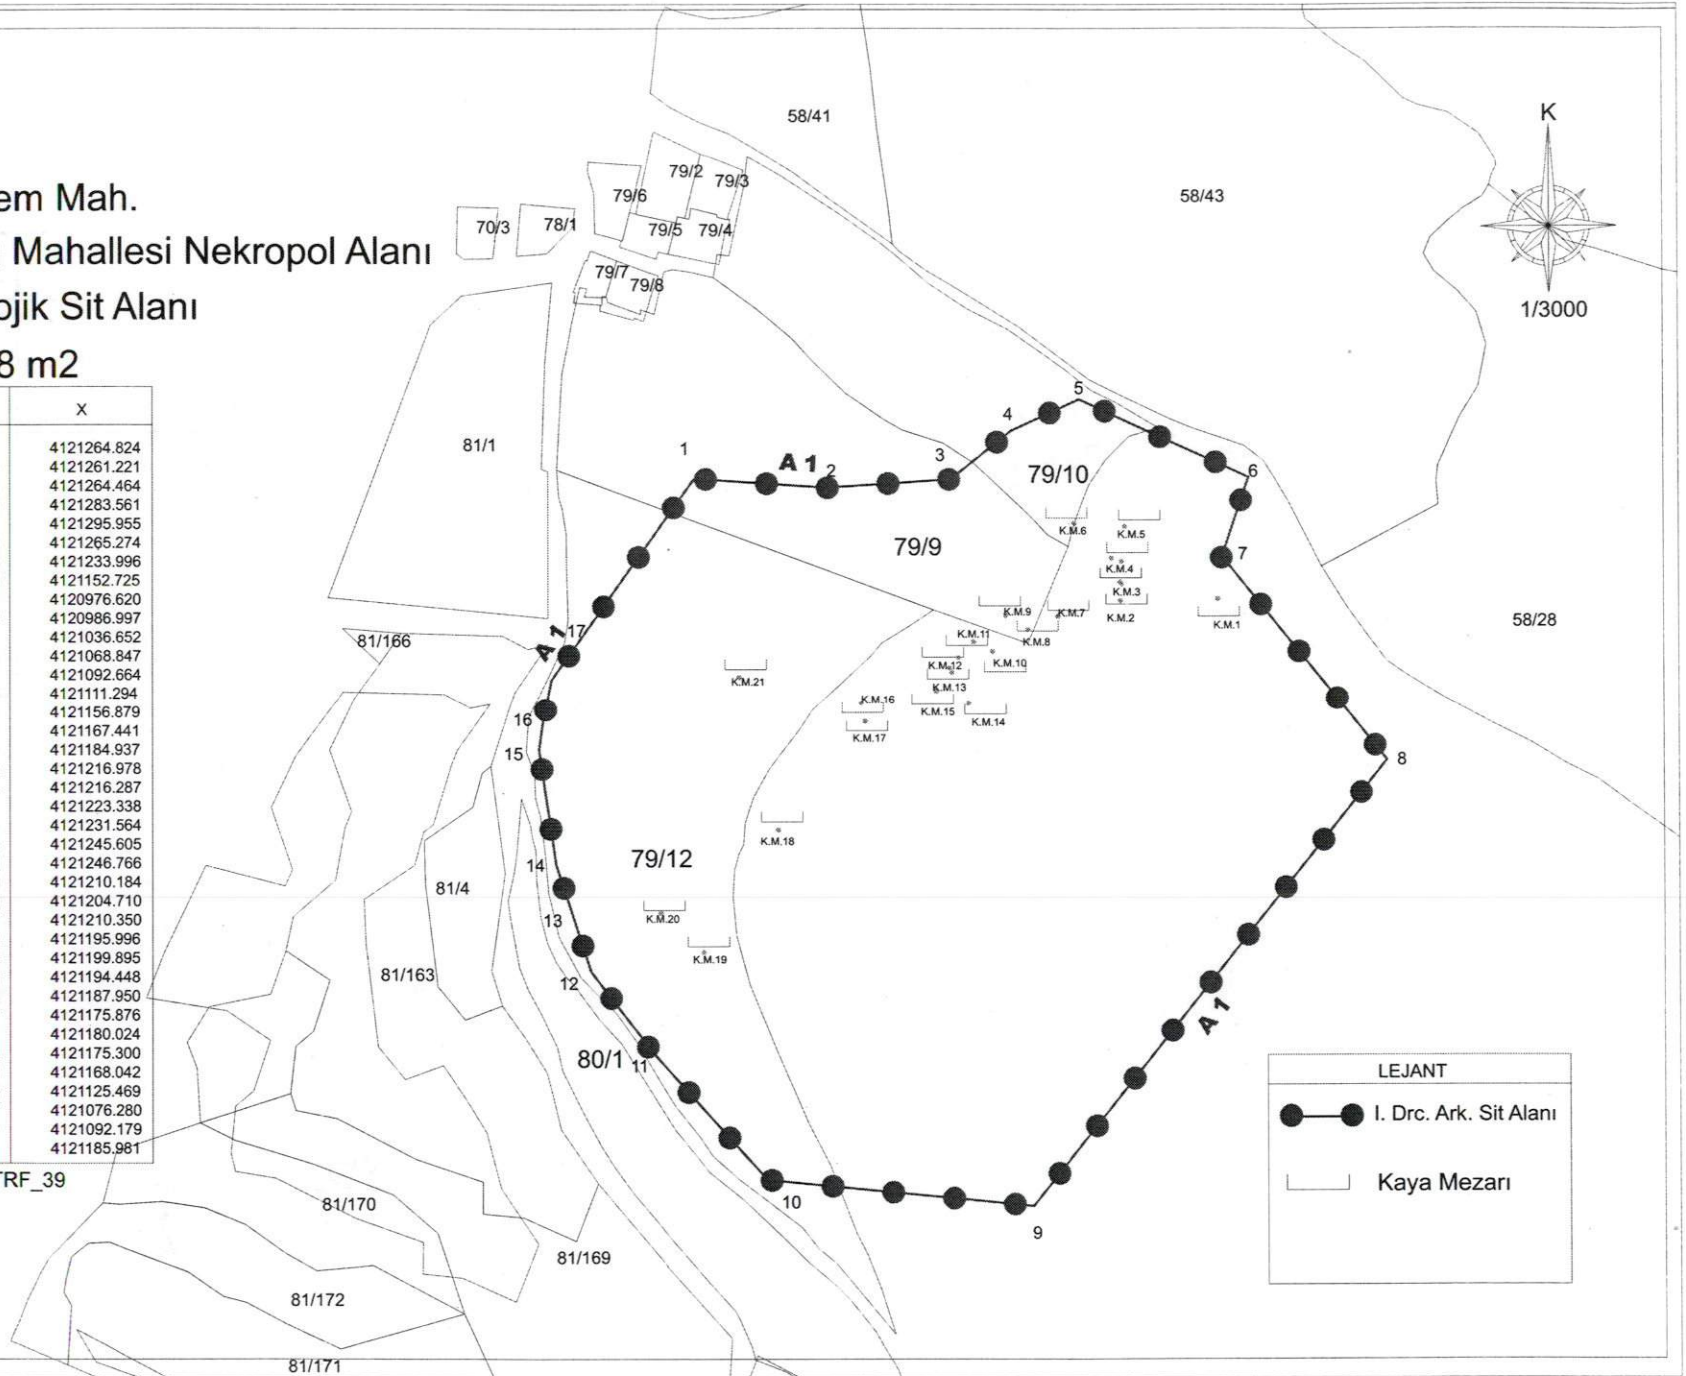 em Mah.
Mahallesi Nekropol Alanı
ojik Sit Alanı
8 m2
X
4121264.824
4121261.221
4121264.464
4121283.561
4121295.955
4121265.274
4121233.996
4121152.725
4120976.620
4120986.997
4121036.652
4121068.847
4121092.664
4121111.294
4121156.879
4121167.441
4121184.937
4121216.978
4121216.287
4121223.338
4121231.564
4121245.605
4121246.766
4121210.184
4121204.710
4121210.350
4121195.996
4121199.895
4121194.448
4121187.950
4121175.876
4121180.024
4121175.300
4121168.042
4121125.469
4121076.280
4121092.179
4121185.981
TRF_39
58/41
58/43
K
1/3000
79/2
79/3
79/6
70/3
78/1
79/5
79/4
79/7
79/8
81/1
1
A 1
2
3
4
5
6
7
79/10
79/9
K.M.6
K.M.5
K.M.4
K.M.3
K.M.2
K.M.1
K.M.9
K.M.7
K.M.8
K.M.11
K.M.12
K.M.10
K.M.13
K.M.15
K.M.14
K.M.16
K.M.17
K.M.21
58/28
81/166
A 1
17
16
15
8
K.M.18
79/12
14
81/4
K.M.20
13
K.M.19
81/163
12
80/1
11
A 1
10
9
81/170
81/169
81/172
81/171
LEJANT
I. Drc. Ark. Sit Alanı
Kaya Mezarı